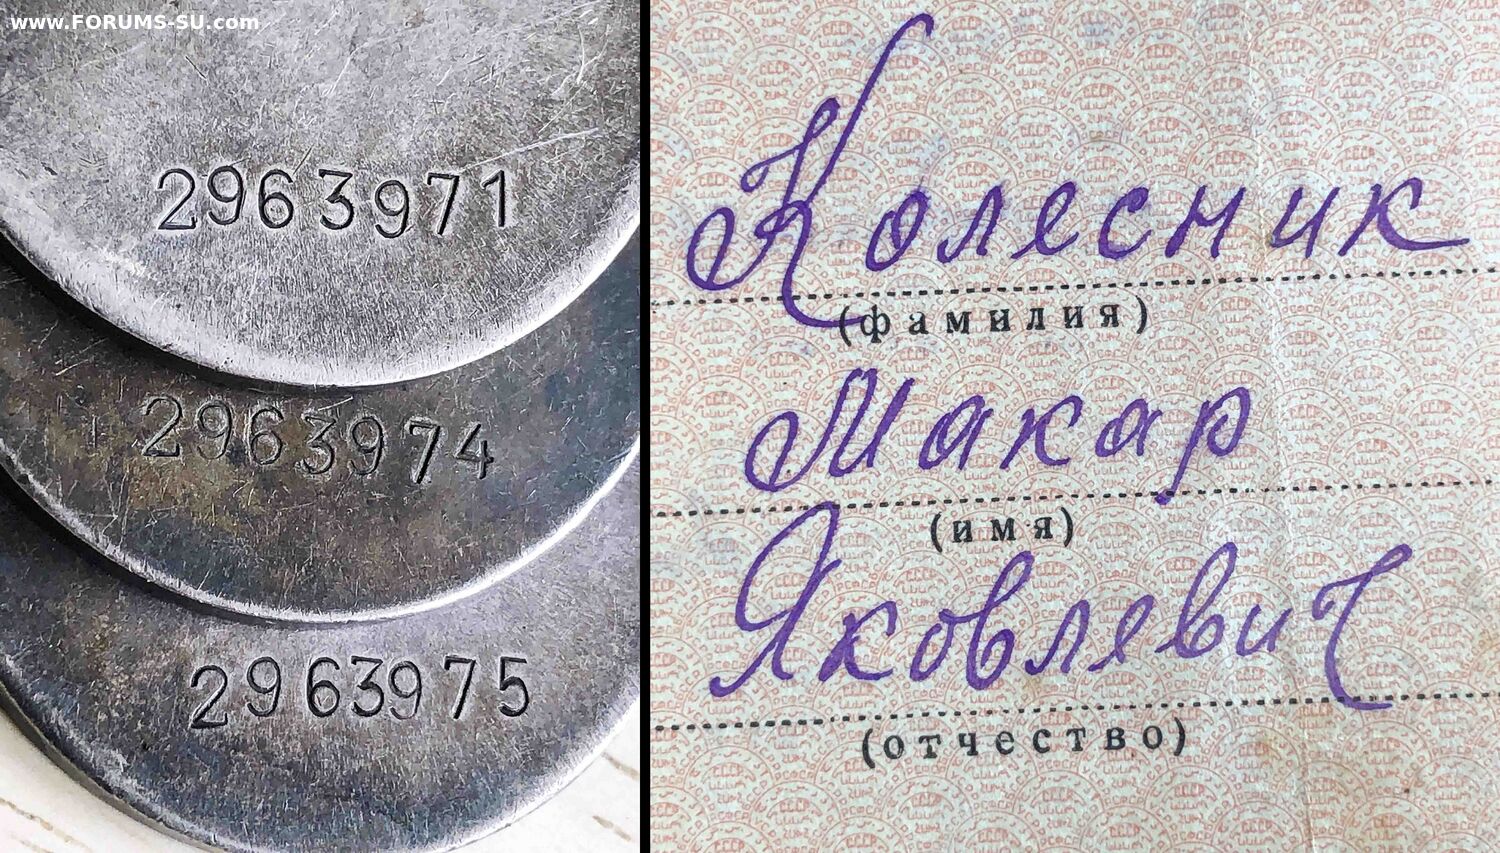 www.FORUMS-SU.com
2963971
2963974
2963975
Колесник
(фамилия)
Макар
(имя)
Яковлевич
(отчество)